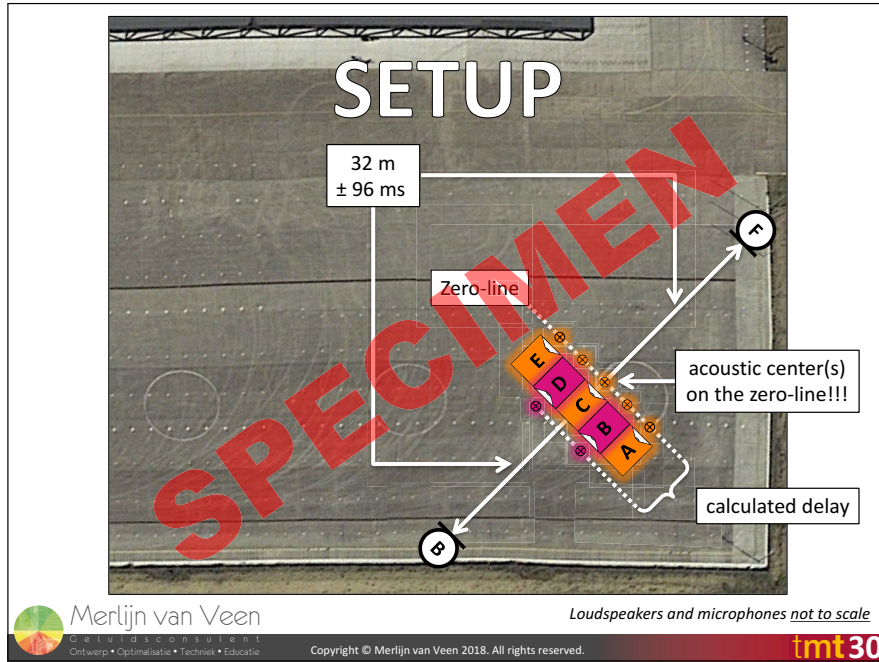 SETUP
32 m
± 96 ms
F
Zero-line
SPECIMEN
E
D
C
B
A
acoustic center(s)
on the zero-line!!!
calculated delay
B
Merlijn van Veen
Geluidsconsulent
Ontwerp • Optimalisatie • Techniek • Educatie
Loudspeakers and microphones not to scale
Copyright © Merlijn van Veen 2018. All rights reserved.
tmt30